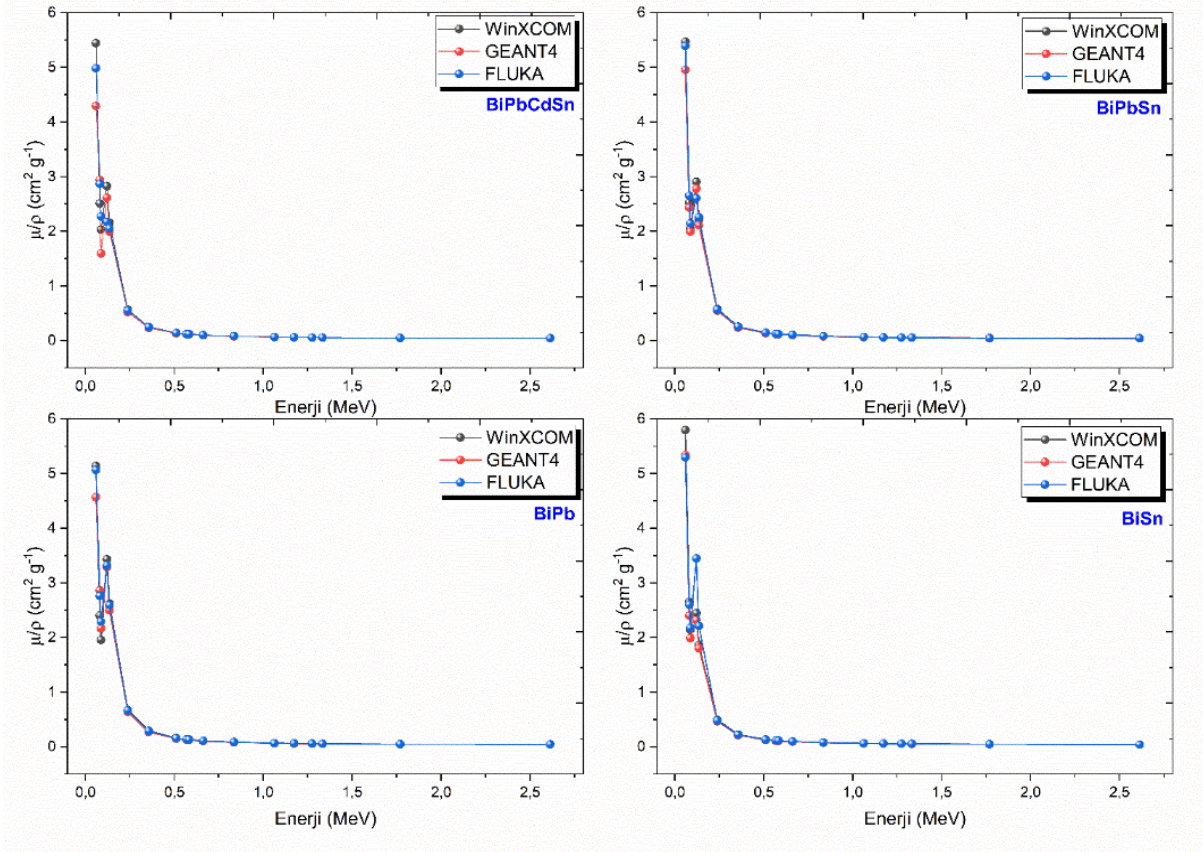 6
5
4
3
2
1
0
μ/ρ (cm² g⁻¹)
WinXCOM
GEANT4
FLUKA
BiPbCdSn
0,0 0,5 1,0 1,5 2,0 2,5
Enerji (MeV)
6
5
4
3
2
1
0
μ/ρ (cm² g⁻¹)
WinXCOM
GEANT4
FLUKA
BiPbSn
0,0 0,5 1,0 1,5 2,0 2,5
Enerji (MeV)
6
5
4
3
2
1
0
μ/ρ (cm² g⁻¹)
WinXCOM
GEANT4
FLUKA
BiPb
0,0 0,5 1,0 1,5 2,0 2,5
Enerji (MeV)
6
5
4
3
2
1
0
μ/ρ (cm² g⁻¹)
WinXCOM
GEANT4
FLUKA
BiSn
0,0 0,5 1,0 1,5 2,0 2,5
Enerji (MeV)